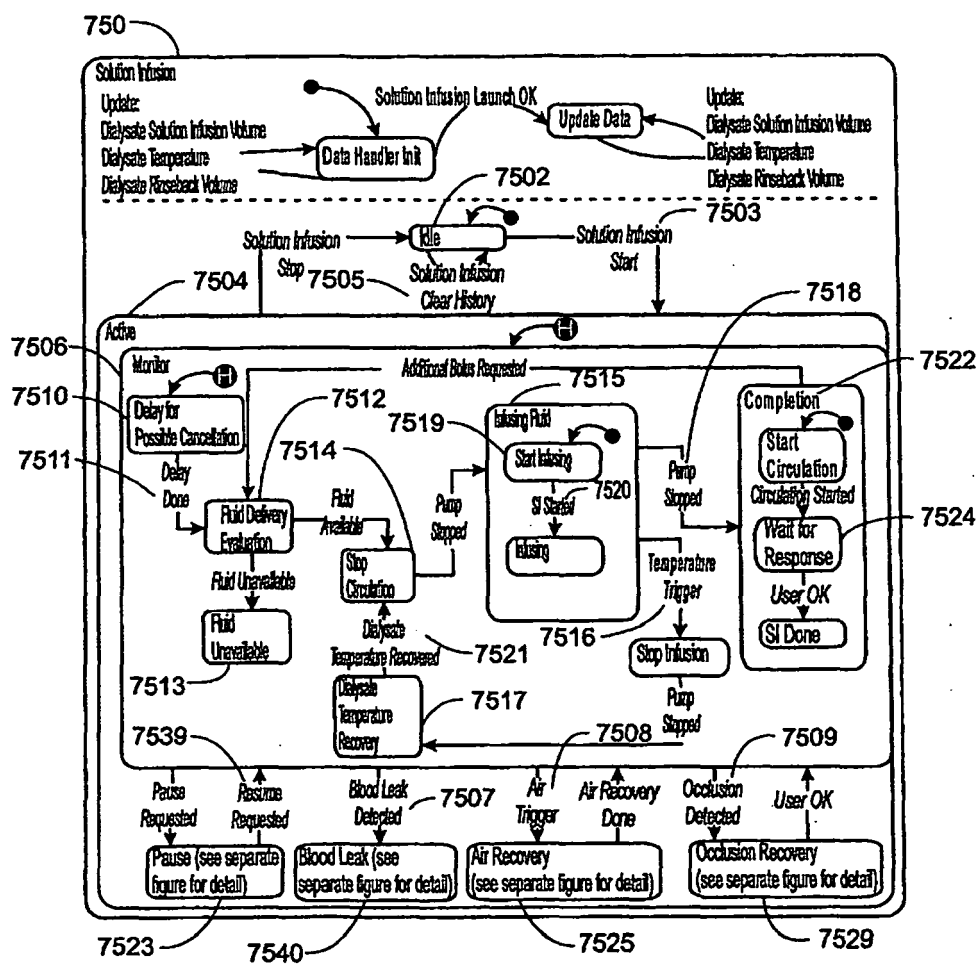 750
Solution Infusion
Update:
Dialysate Solution Infusion Volume
Dialysate Temperature
Dialysate Rinseback Volume
Data Handler Init
Solution Infusion Launch OK
Update Data
Update:
Dialysate Solution Infusion Volume
Dialysate Temperature
Dialysate Rinseback Volume
7502
7503
Idle
Solution Infusion
Stop
Solution Infusion
Clear History
Solution Infusion
Start
7504
7505
7518
Active
H
7506
Monitor
H
Additional Bolus Requested
7522
7510
Delay for
Possible Cancellation
7512
7515
Infusing Fluid
Completion
7511
Delay
Done
7514
7519
Start Infusing
Start
Circulation
Fluid Delivery
Evaluation
Fluid
Available
Pump
Stopped
SI Started
7520
Pump
Stopped
Circulation Started
Wait for
Response
7524
Fluid Unavailable
Stop
Circulation
Infusing
Temperature
Trigger
User OK
Fluid
Unavailable
Dialysate
Temperature Recovered
7521
7516
Stop Infusion
SI Done
7513
Dialysate
Temperature
Recovery
7517
Pump
Stopped
7539
7508
7509
Pause
Requested
Resume
Requested
Blood Leak
Detected
7507
Air
Trigger
Air Recovery
Done
Occlusion
Detected
User OK
Pause (see separate
figure for detail)
Blood Leak (see
separate figure for detail)
Air Recovery
(see separate figure for detail)
Occlusion Recovery
(see separate figure for detail)
7523
7540
7525
7529